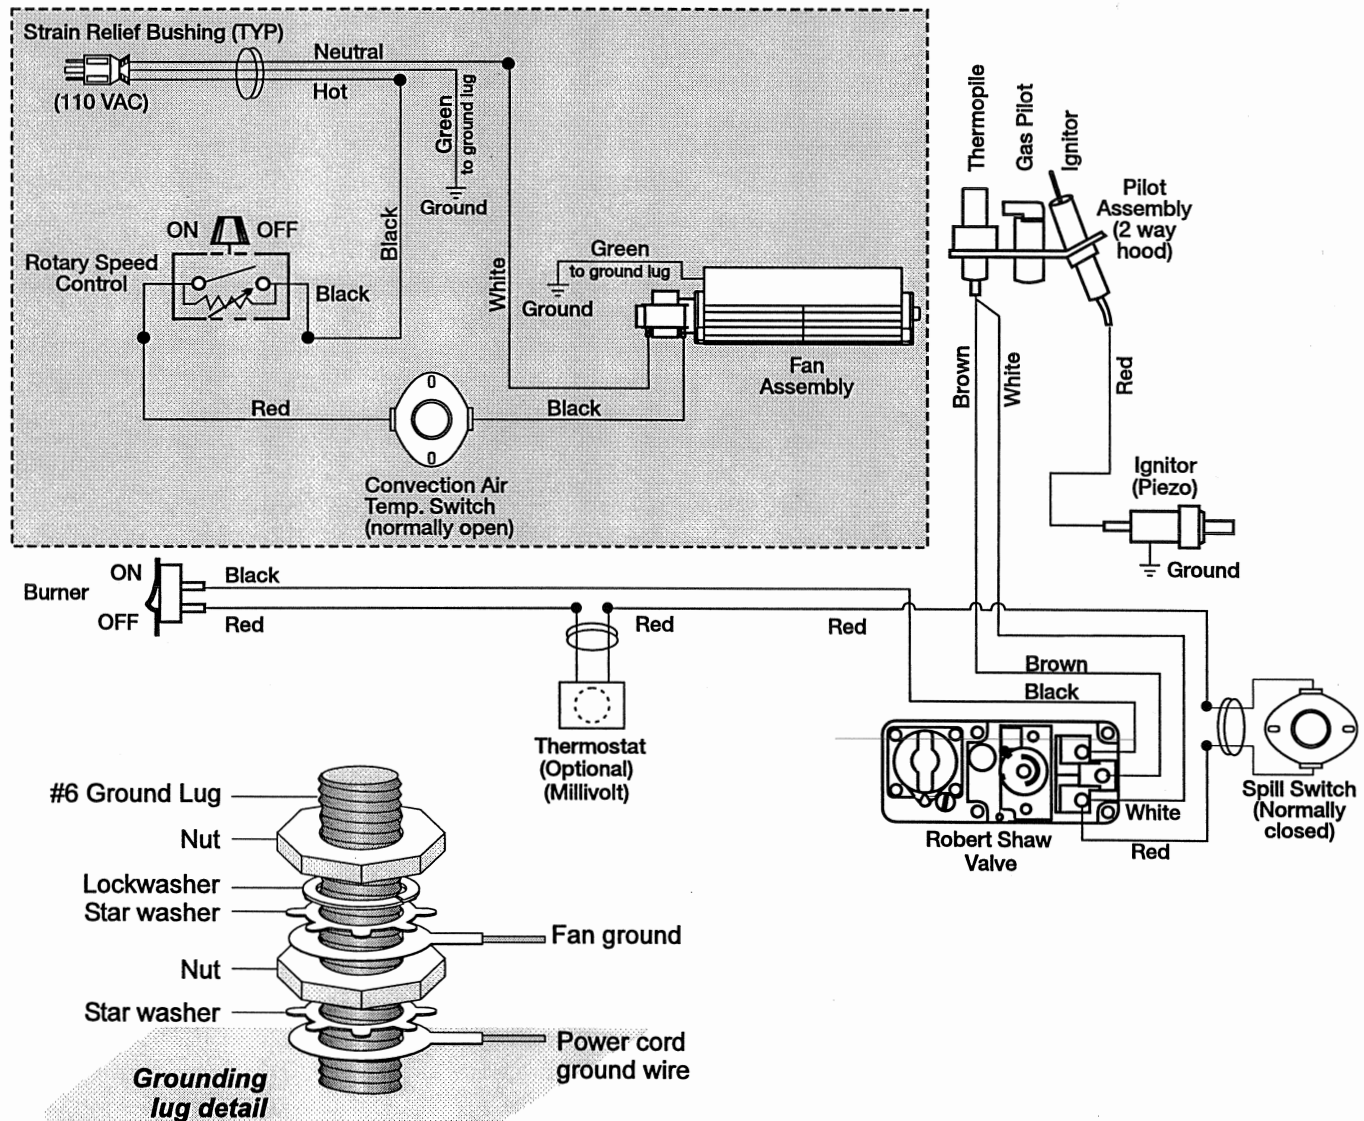 Strain Relief Bushing (TYP)
Neutral
Hot
(110 VAC)
Green
to ground lug
Ground
Black
White
ON OFF
Rotary Speed
Control
Black
Green
to ground lug
Ground
Fan
Assembly
Red
Black
Convection Air
Temp. Switch
(normally open)
Thermopile
Gas Pilot
Ignitor
Pilot
Assembly
(2 way
hood)
Brown
White
Red
Ignitor
(Piezo)
Ground
Burner
ON
OFF
Black
Red
Red
Red
Thermostat
(Optional)
(Millivolt)
Brown
Black
White
Red
Robert Shaw
Valve
Spill Switch
(Normally
closed)
#6 Ground Lug
Nut
Lockwasher
Star washer
Fan ground
Nut
Star washer
Power cord
ground wire
Grounding
lug detail